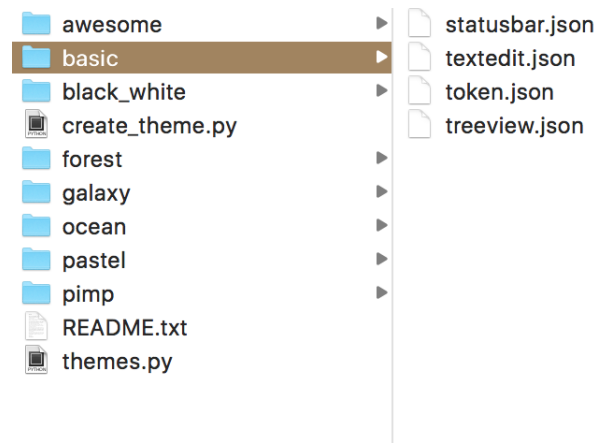 awesome
basic
black_white
create_theme.py
forest
galaxy
ocean
pastel
pimp
README.txt
themes.py
statusbar.json
textedit.json
token.json
treeview.json